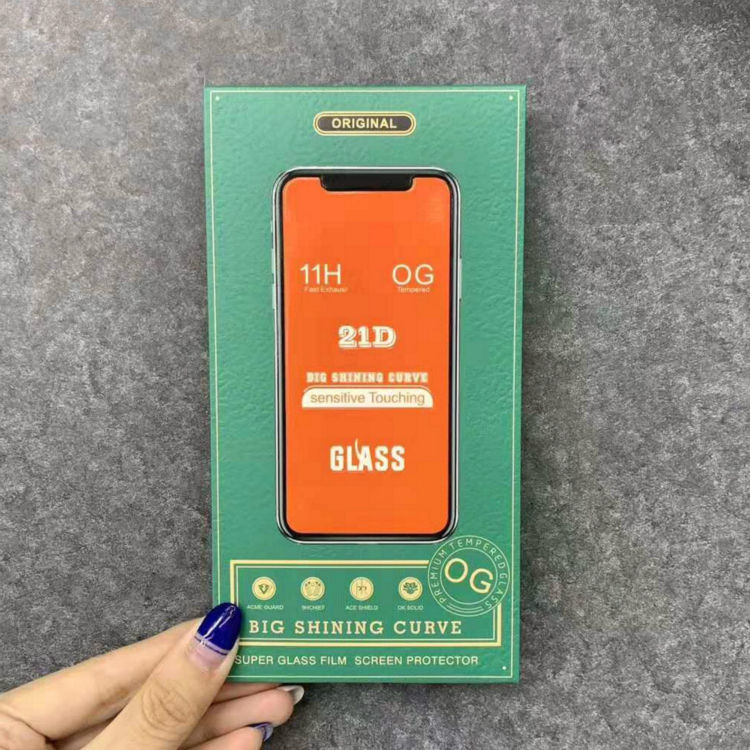 ORIGINAL
11H OG
Fast Exhaust Tempered
21D
BIG SHINING CURVE
sensitive Touching
GLASS
PREMIUM TEMPERED GLASS
OG
ACME GUARD 9HCHIEF ACE SHIELD OK SOLID
BIG SHINING CURVE
SUPER GLASS FILM SCREEN PROTECTOR